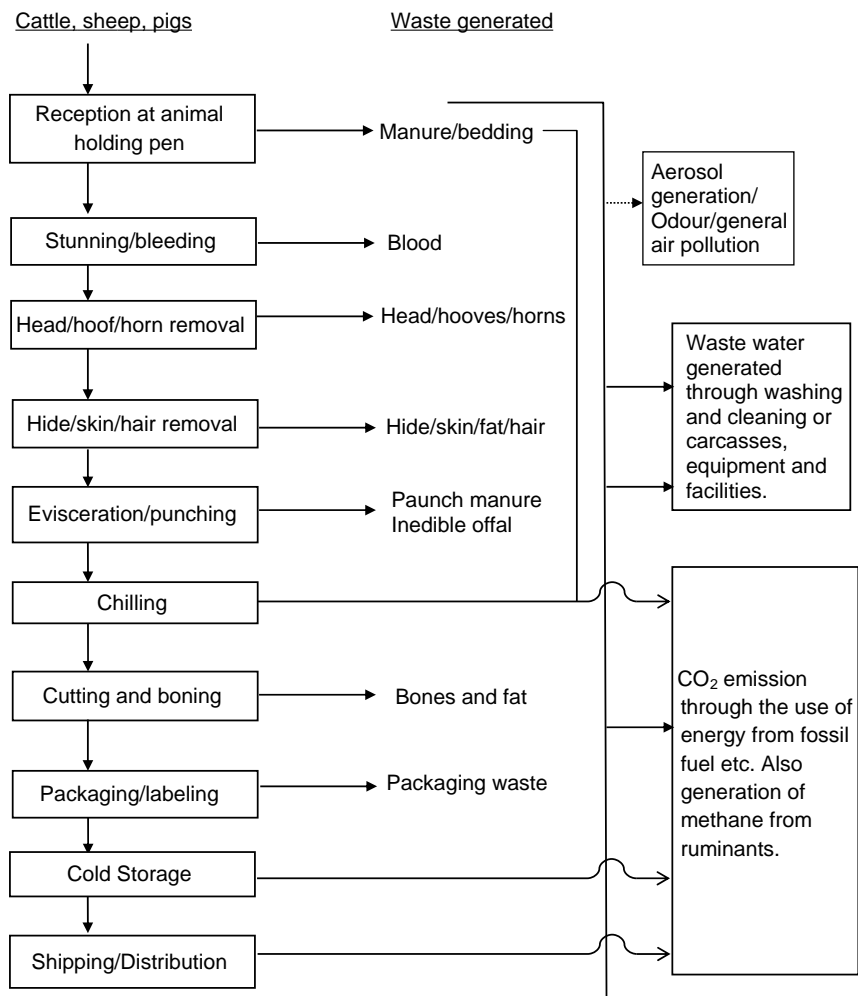 Cattle, sheep, pigs
Waste generated
Reception at animal
holding pen
Manure/bedding
Aerosol
generation/
Odour/general
air pollution
Stunning/bleeding
Blood
Head/hoof/horn removal
Head/hooves/horns
Waste water
generated
through washing
and cleaning or
carcasses,
equipment and
facilities.
Hide/skin/hair removal
Hide/skin/fat/hair
Evisceration/punching
Paunch manure
Inedible offal
Chilling
Cutting and boning
Bones and fat
CO₂ emission
through the use of
energy from fossil
fuel etc. Also
generation of
methane from
ruminants.
Packaging/labeling
Packaging waste
Cold Storage
Shipping/Distribution